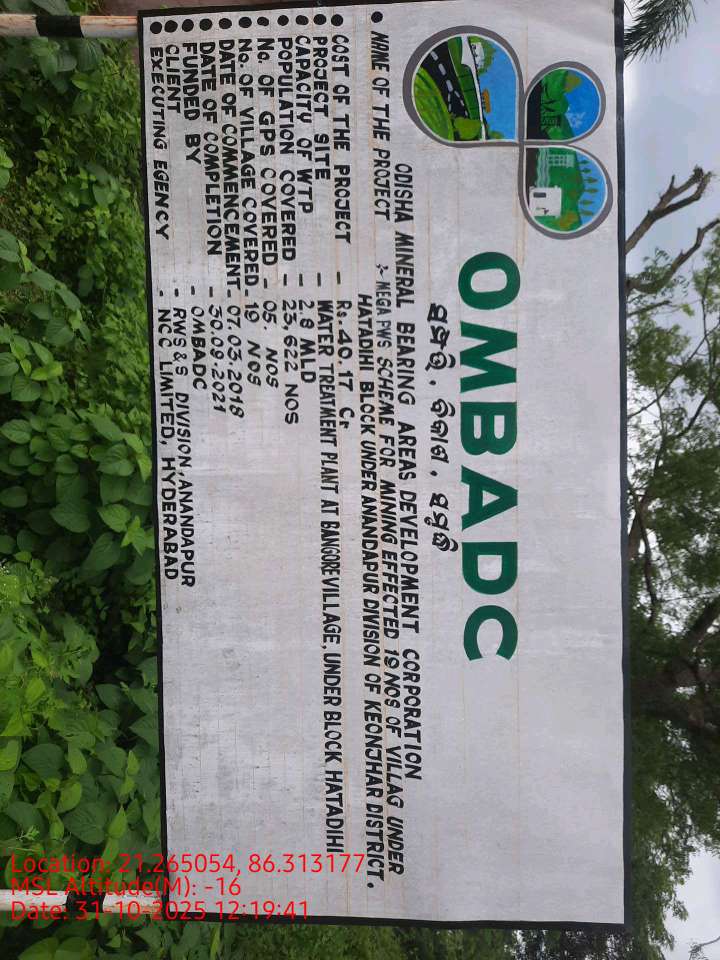 OMBADC
ସମ୍ପତ୍ତି. ବିକାଶ. ସମୃଦ୍ଧି
ODISHA MINERAL BEARING AREAS DEVELOPMENT CORPORATION
• NAME OF THE PROJECT :- MEGA PWS SCHEME FOR MINING EFFECTED 19 NOS OF VILLAG UNDER
HATADIHI BLOCK UNDER ANANDAPUR DIVISION OF KEONJHAR DISTRICT.
• COST OF THE PROJECT - Rs. 40.17 Cr
• PROJECT SITE - WATER TREATMENT PLANT AT BANGORE VILLAGE, UNDER BLOCK HATADIHI
• CAPACITY OF WTP - 2.8 MLD
• POPULATION COVERED - 23,622 NOS
• No. OF GPS COVERED - 05. NOS
• No. OF VILLAGE COVERED - 19 NOS
• DATE OF COMMENCEMENT - 07.03.2018
• DATE OF COMPLETION - 30.09.2021
• FUNDED BY - OMBADC
• CLIENT - RWS&S DIVISION, ANANDAPUR
• EXECUTING EGENCY - NCC LIMITED, HYDERABAD
Location: 21.265054, 86.313177
MSL Altitude(M): -16
Date: 31-10-2025 12:19:41